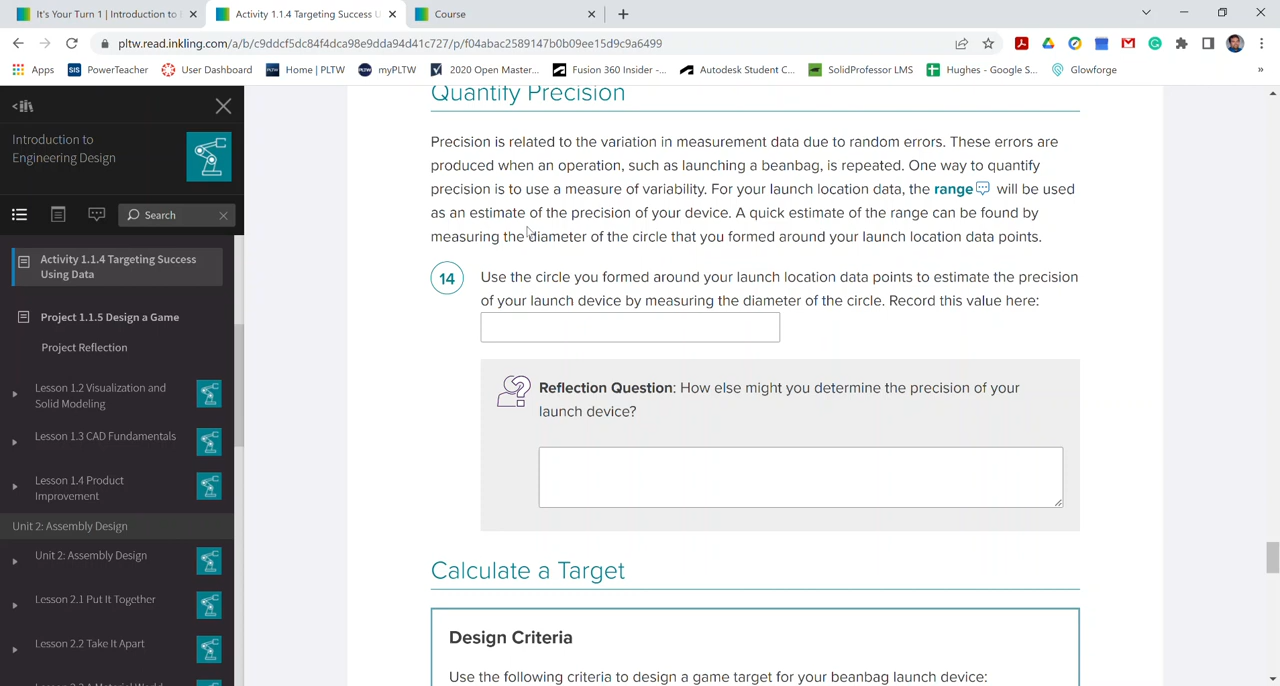 It's Your Turn 1 | Introduction to
Activity 1.1.4 Targeting Success U
Course
pltw.read.inkling.com/a/b/c9ddcf5dc84f4dca98e9dda94d41c727/p/f04abac2589147b0b09ee15d9c9a6499
Apps
SIS PowerTeacher
User Dashboard
Home | PLTW
myPLTW
2020 Open Master...
Fusion 360 Insider -...
Autodesk Student C...
SolidProfessor LMS
Hughes - Google S...
Glowforge
»
Introduction to
Engineering Design
Search
Activity 1.1.4 Targeting Success
Using Data
Project 1.1.5 Design a Game
Project Reflection
Lesson 1.2 Visualization and
Solid Modeling
Lesson 1.3 CAD Fundamentals
Lesson 1.4 Product
Improvement
Unit 2: Assembly Design
Unit 2: Assembly Design
Lesson 2.1 Put It Together
Lesson 2.2 Take It Apart
Lesson 2.3 A Material World
Quantify Precision
Precision is related to the variation in measurement data due to random errors. These errors are
produced when an operation, such as launching a beanbag, is repeated. One way to quantify
precision is to use a measure of variability. For your launch location data, the range will be used
as an estimate of the precision of your device. A quick estimate of the range can be found by
measuring the diameter of the circle that you formed around your launch location data points.
14
Use the circle you formed around your launch location data points to estimate the precision
of your launch device by measuring the diameter of the circle. Record this value here:
Reflection Question: How else might you determine the precision of your
launch device?
Calculate a Target
Design Criteria
Use the following criteria to design a game target for your beanbag launch device: